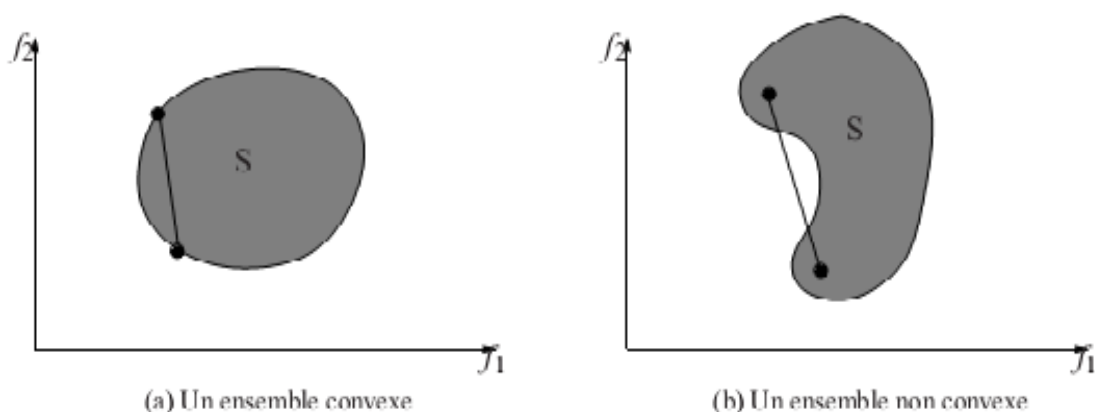 f2
S
f1
(a) Un ensemble convexe
f2
S
f1
(b) Un ensemble non convexe